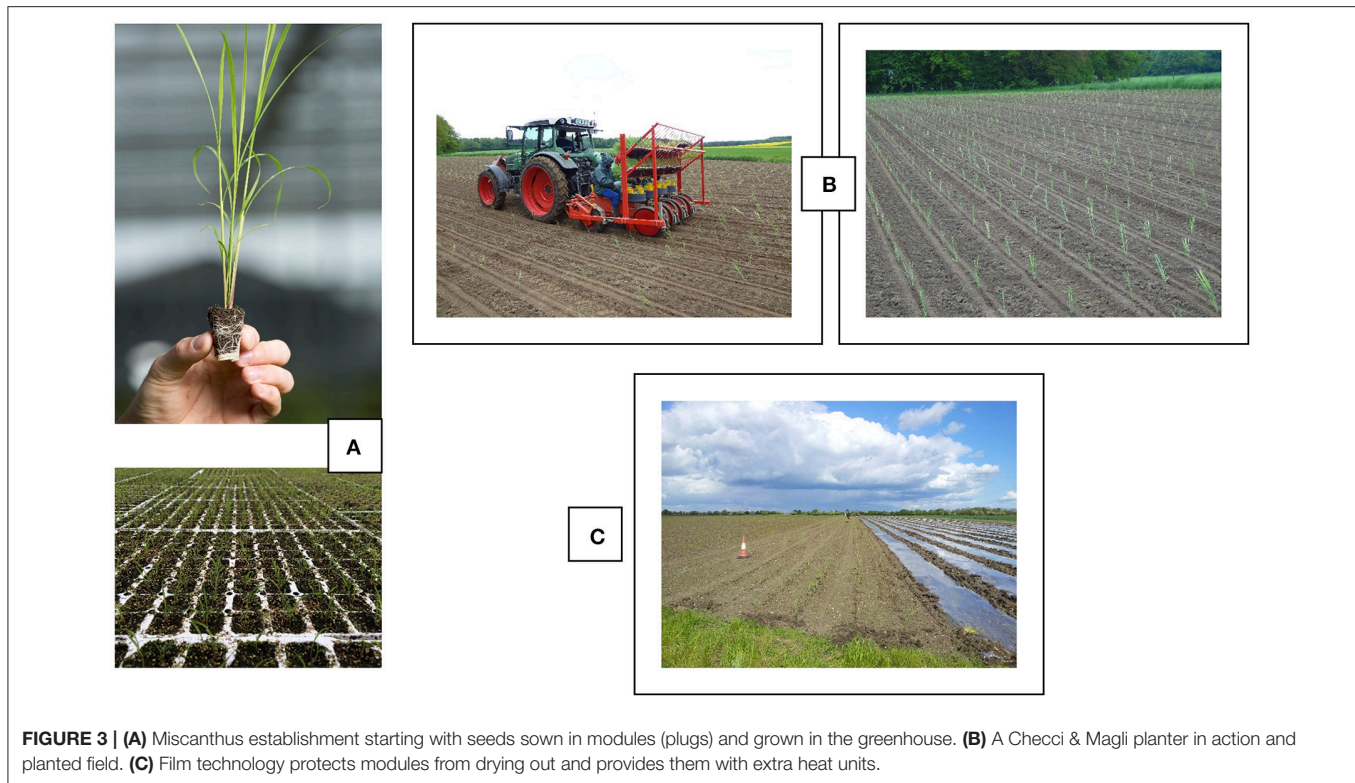 A
B
C
FIGURE 3 | (A) Miscanthus establishment starting with seeds sown in modules (plugs) and grown in the greenhouse. (B) A Checci & Magli planter in action and
planted field. (C) Film technology protects modules from drying out and provides them with extra heat units.